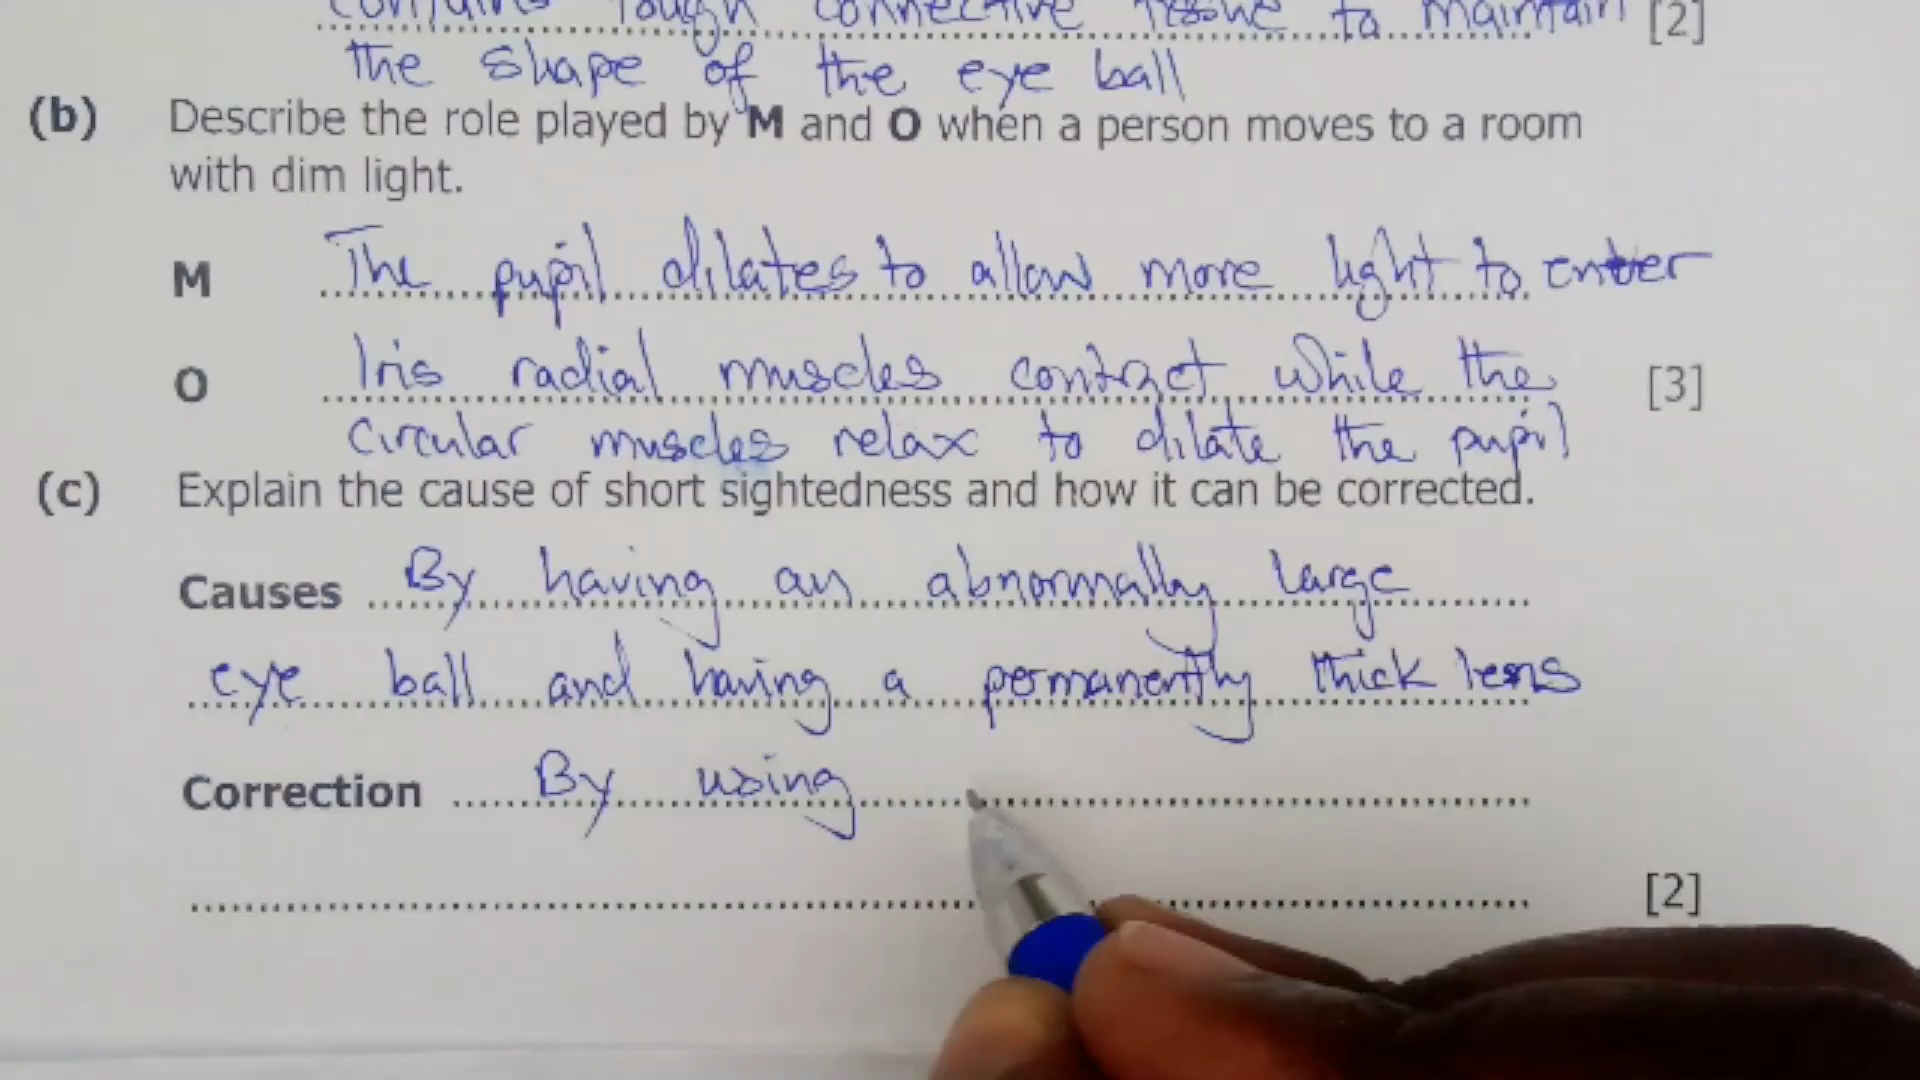 contains tough connective tissue to maintain [2]
the shape of the eye ball
(b) Describe the role played by M and O when a person moves to a room
with dim light.
M The pupil dilates to allow more light to enter
O Iris radial muscles contract while the [3]
circular muscles relax to dilate the pupil
(c) Explain the cause of short sightedness and how it can be corrected.
Causes By having an abnormally large
eye ball and having a permanently thick lens
Correction By using
[2]